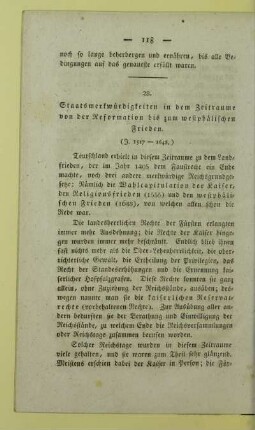 — 118 —
noch so lange beherbergen und ernähren, bis alle Be-
dingungen auf das genaueste erfüllt waren.
20.
Staatsmerkwürdigkeiten in dem Zeitraume
von der Reformation bis zum westphälischen
Frieden.
(J. 1517 — 1648.)
Teutschland erhielt in diesem Zeitraume zu dem Land-
frieden, der im Jahr 1495 dem Faustrecht ein Ende
machte, noch drei andere merkwürdige Reichsgrundge-
setze: Nämlich die Wahlcapitulation der Kaiser,
den Religionsfrieden (1555) und den westphäli-
schen Frieden (1648), von welchen allen schon die
Rede war.
Die landesherrlichen Rechte der Fürsten erlangten
immer mehr Ausdehnung; die Rechte der Kaiser hinge-
gen wurden immer mehr beschränkt. Endlich blieb ihnen
fast nichts mehr als die Ober-Lehensherrlichkeit, die ober-
richterliche Gewalt, die Ertheilung der Privilegien, das
Recht der Standeserhöhungen und die Ernennung kai-
serlicher Hofpfalzgrafen. Diese Rechte konnten sie ganz
allein, ohne Zuziehung der Reichsstände, ausüben; des-
wegen nannte man sie die kaiserlichen Reservat-
rechte (vorbehaltenen Rechte). Zur Ausübung aller an-
dern bedurften sie der Berathung und Einwilligung der
Reichsstände, zu welchem Ende die Reichsversammlungen
oder Reichstage zusammen berufen wurden.
Solcher Reichstage wurden in diesem Zeitraume
viele gehalten, und sie waren zum Theil sehr glänzend.
Meistens erschien dabei der Kaiser in Person; die Für-